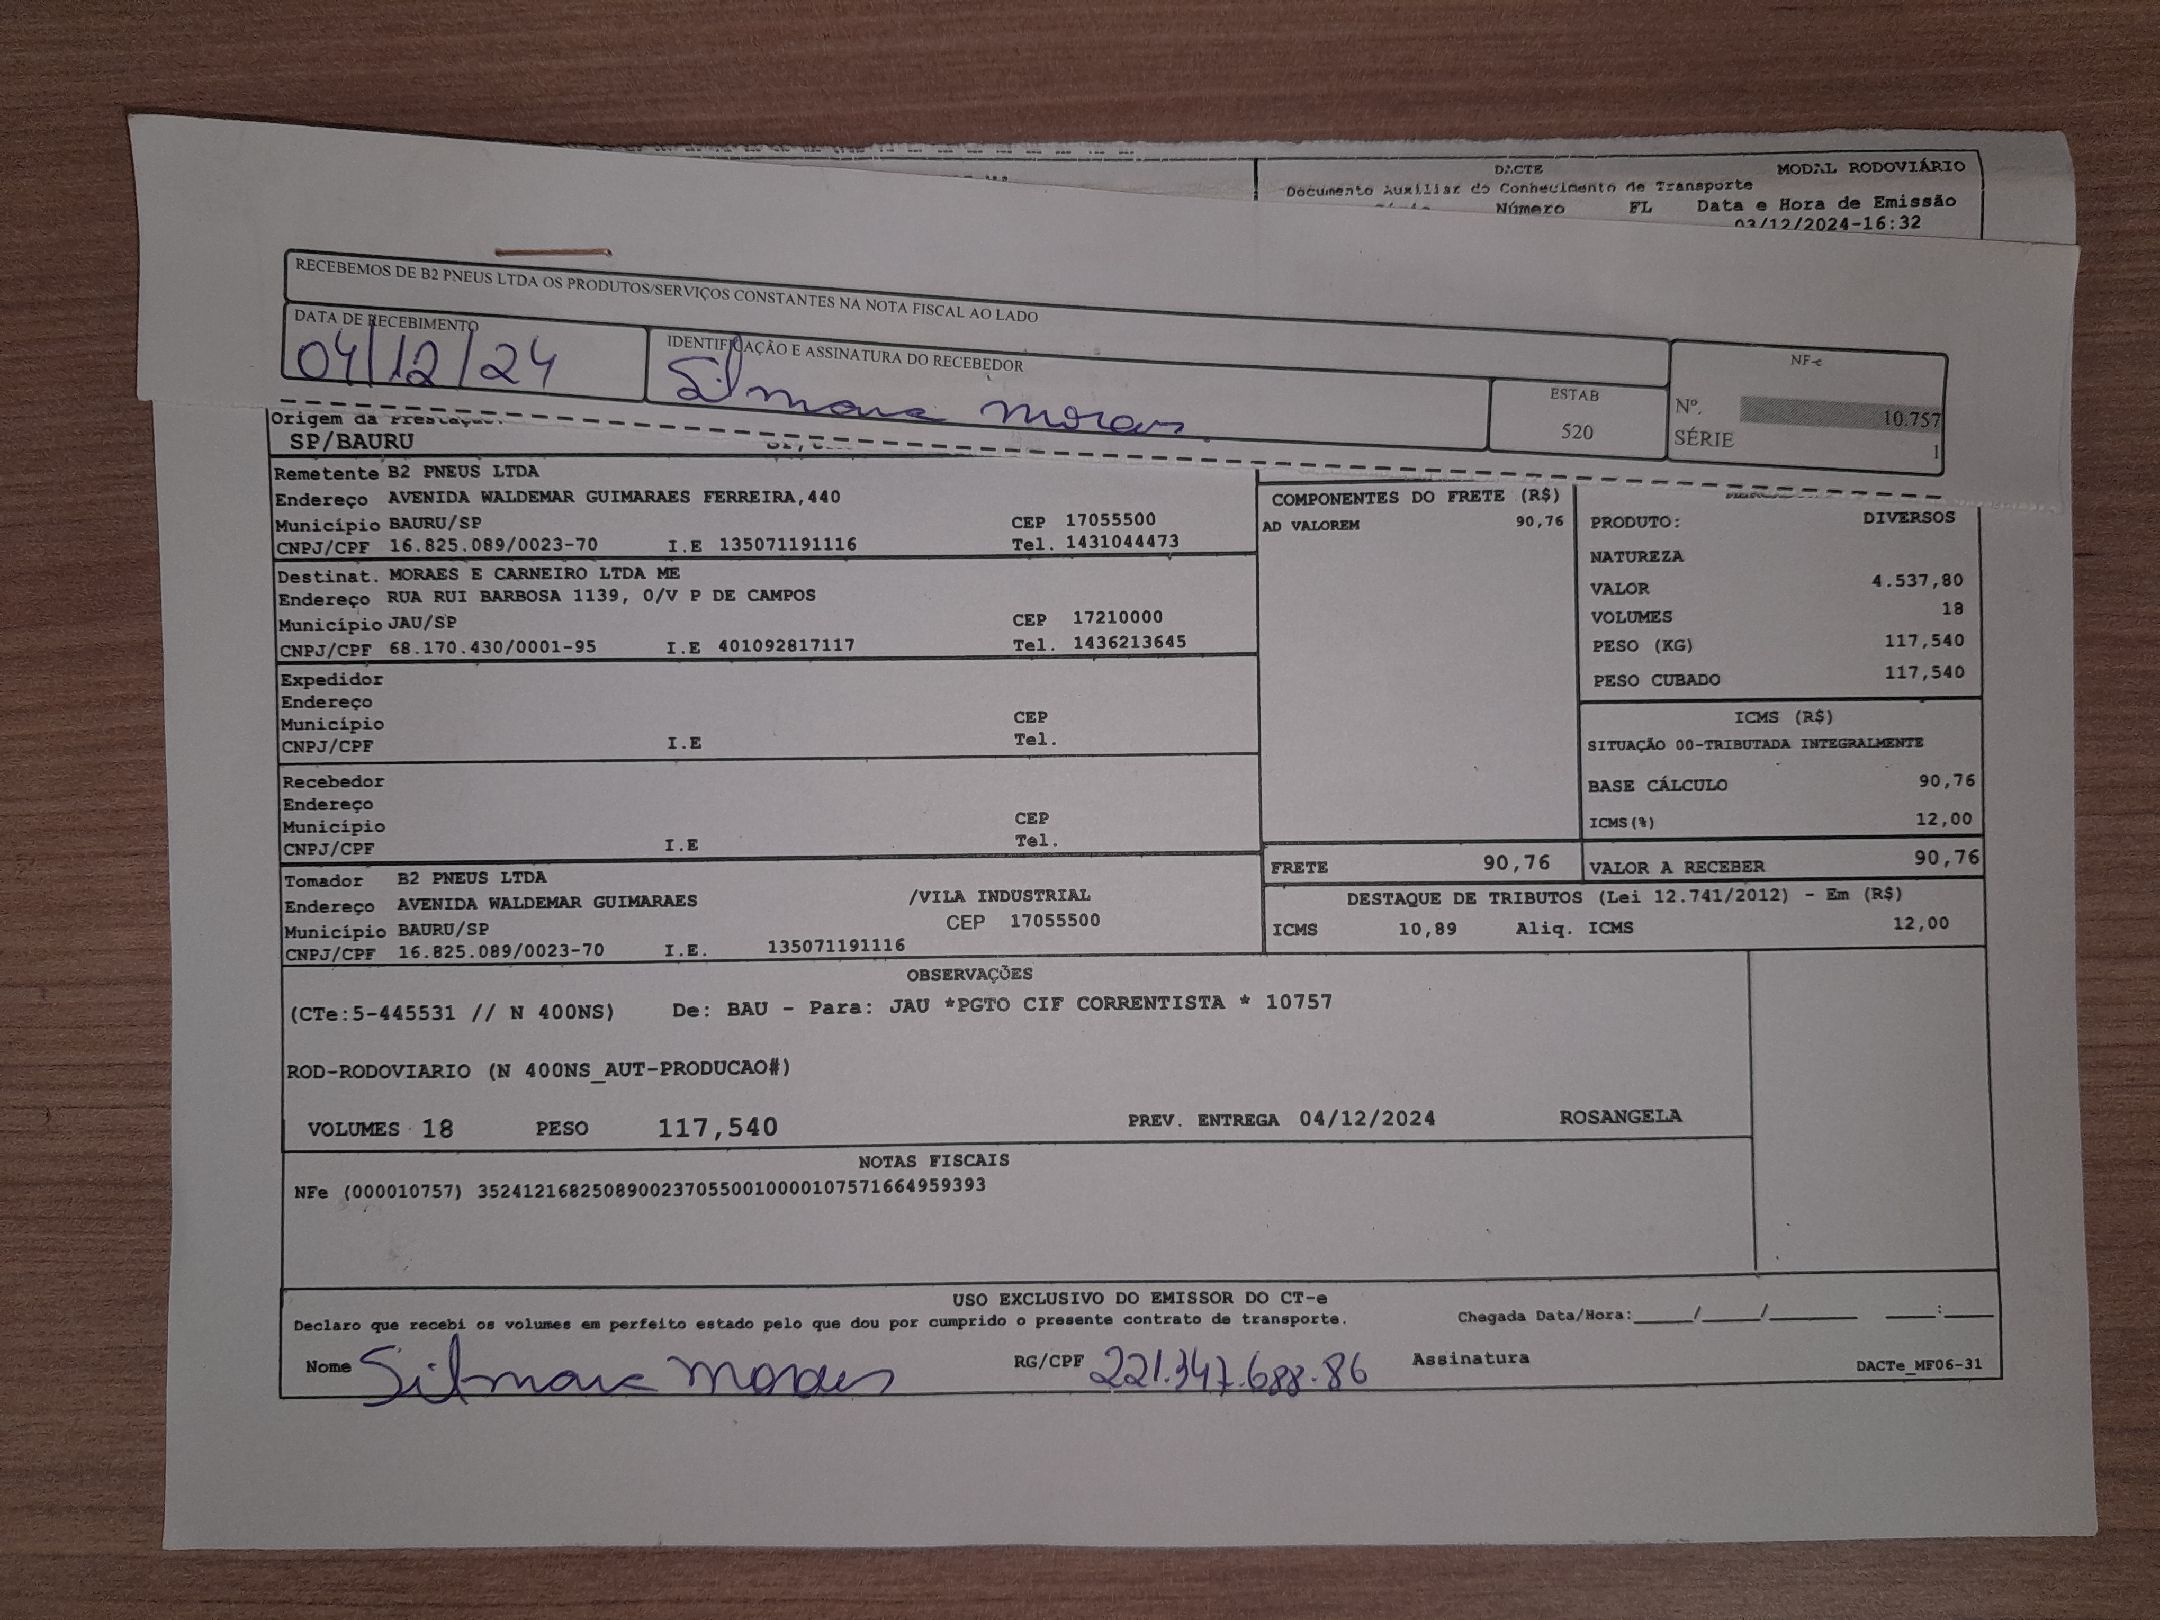 DACTE
MODAL RODOVIÁRIO
Documento Auxiliar do Conhecimento de Transporte
Número FL Data e Hora de Emissão
03/12/2024-16:32
RECEBEMOS DE B2 PNEUS LTDA OS PRODUTOS/SERVIÇOS CONSTANTES NA NOTA FISCAL AO LADO
DATA DE RECEBIMENTO
04/12/24
IDENTIFICAÇÃO E ASSINATURA DO RECEBEDOR
Silmara Moraes
ESTAB
520
NF-e
Nº. 10.757
SÉRIE 1
Origem da Prestação
SP/BAURU
Remetente B2 PNEUS LTDA
Endereço AVENIDA WALDEMAR GUIMARAES FERREIRA,440
Município BAURU/SP CEP 17055500
CNPJ/CPF 16.825.089/0023-70 I.E 135071191116 Tel. 1431044473
Destinat. MORAES E CARNEIRO LTDA ME
Endereço RUA RUI BARBOSA 1139, O/V P DE CAMPOS
Município JAU/SP CEP 17210000
CNPJ/CPF 68.170.430/0001-95 I.E 401092817117 Tel. 1436213645
Expedidor
Endereço
Município CEP
CNPJ/CPF I.E Tel.
Recebedor
Endereço
Município CEP
CNPJ/CPF I.E Tel.
Tomador B2 PNEUS LTDA
Endereço AVENIDA WALDEMAR GUIMARAES /VILA INDUSTRIAL
Município BAURU/SP CEP 17055500
CNPJ/CPF 16.825.089/0023-70 I.E. 135071191116
COMPONENTES DO FRETE (R$)
AD VALOREM 90,76
FRETE 90,76
PRODUTO: DIVERSOS
NATUREZA
VALOR 4.537,80
VOLUMES 18
PESO (KG) 117,540
PESO CUBADO 117,540
ICMS (R$)
SITUAÇÃO 00-TRIBUTADA INTEGRALMENTE
BASE CÁLCULO 90,76
ICMS(%) 12,00
VALOR A RECEBER 90,76
DESTAQUE DE TRIBUTOS (Lei 12.741/2012) - Em (R$)
ICMS 10,89 Aliq. ICMS 12,00
OBSERVAÇÕES
(CTe:5-445531 // N 400NS) De: BAU - Para: JAU *PGTO CIF CORRENTISTA * 10757
ROD-RODOVIARIO (N 400NS_AUT-PRODUCAO#)
VOLUMES 18 PESO 117,540 PREV. ENTREGA 04/12/2024 ROSANGELA
NOTAS FISCAIS
NFe (000010757) 35241216825089002370550010000107571664959393
USO EXCLUSIVO DO EMISSOR DO CT-e
Declaro que recebi os volumes em perfeito estado pelo que dou por cumprido o presente contrato de transporte. Chegada Data/Hora:____/____/______ ___:___
Nome Silmara Moraes RG/CPF 221.347.688.86 Assinatura DACTe_MF06-31